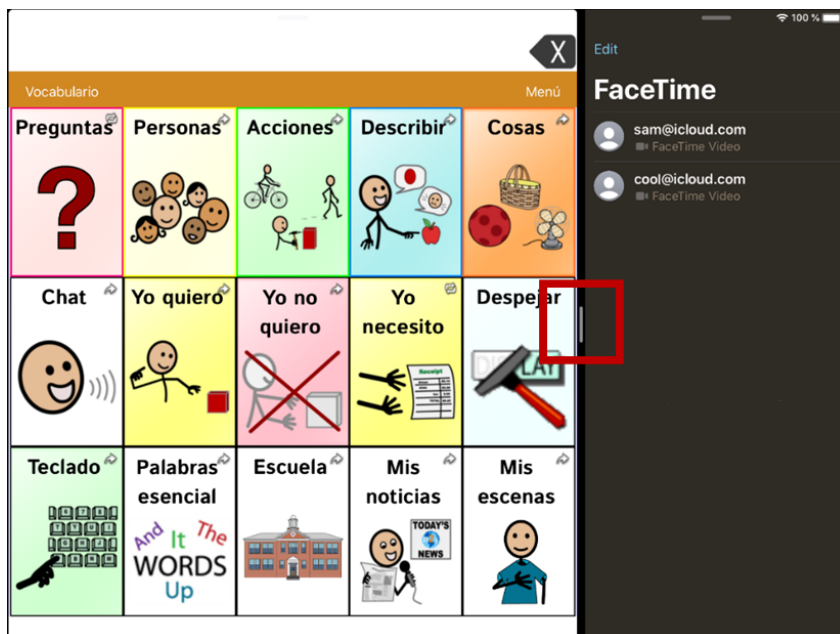 X
100 %
Edit
Vocabulario
Menú
FaceTime
Preguntas
Personas
Acciones
Describir
Cosas
sam@icloud.com
FaceTime Video
cool@icloud.com
FaceTime Video
?
Chat
Yo quiero
Yo no
quiero
Yo
necesito
Despejar
Receipt
DISPLAY
Teclado
Palabras
esencial
And It The
WORDS
Up
Escuela
Mis
noticias
TODAY'S
NEWS
Mis
escenas